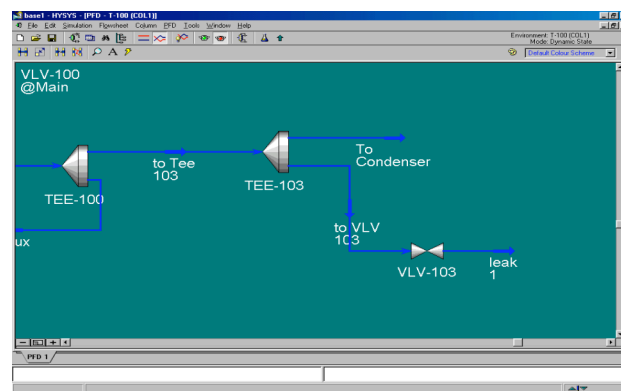 base1 - HYSYS - [PFD - T-100 (COL1)]
File Edit Simulation Flowsheet Column PFD Tools Window Help
Environment: T-100 (COL1)
Mode: Dynamic State
Default Colour Scheme
VLV-100
@Main
to Tee
103
To
Condenser
TEE-103
TEE-100
ux
to VLV
103
leak
1
VLV-103
PFD 1